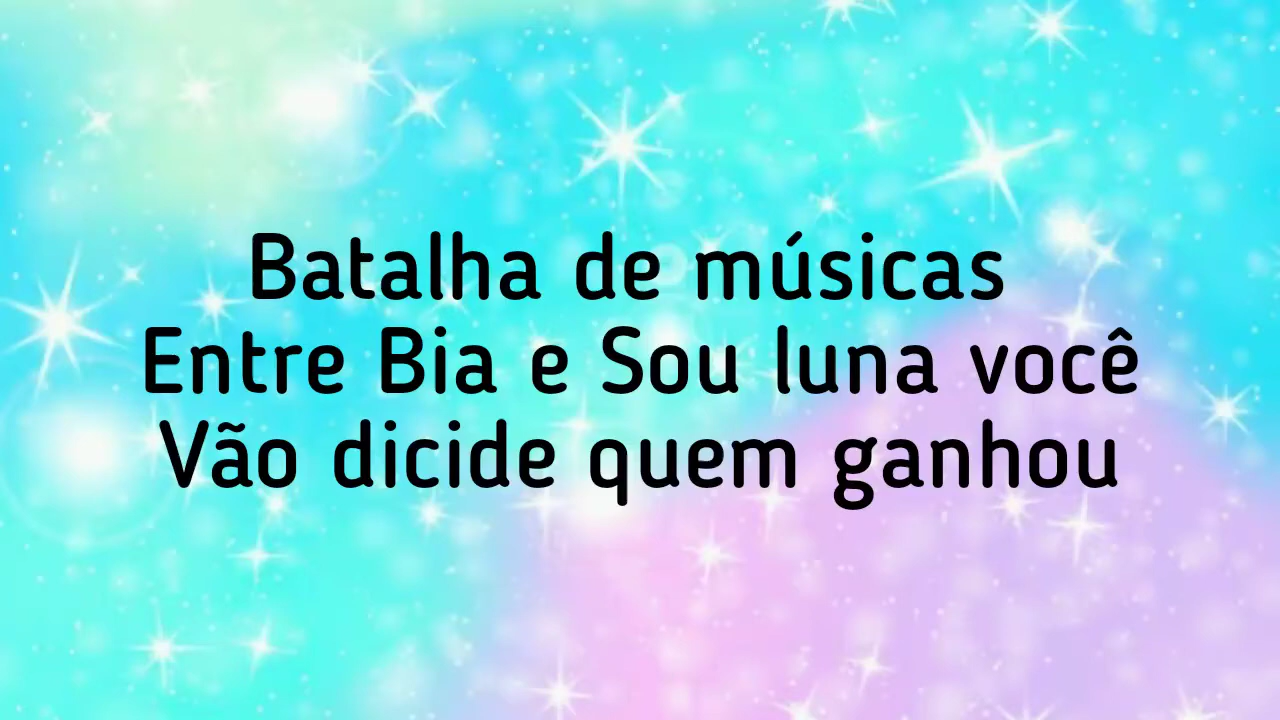 Batalha de músicas
Entre Bia e Sou luna você
Vão dicide quem ganhou